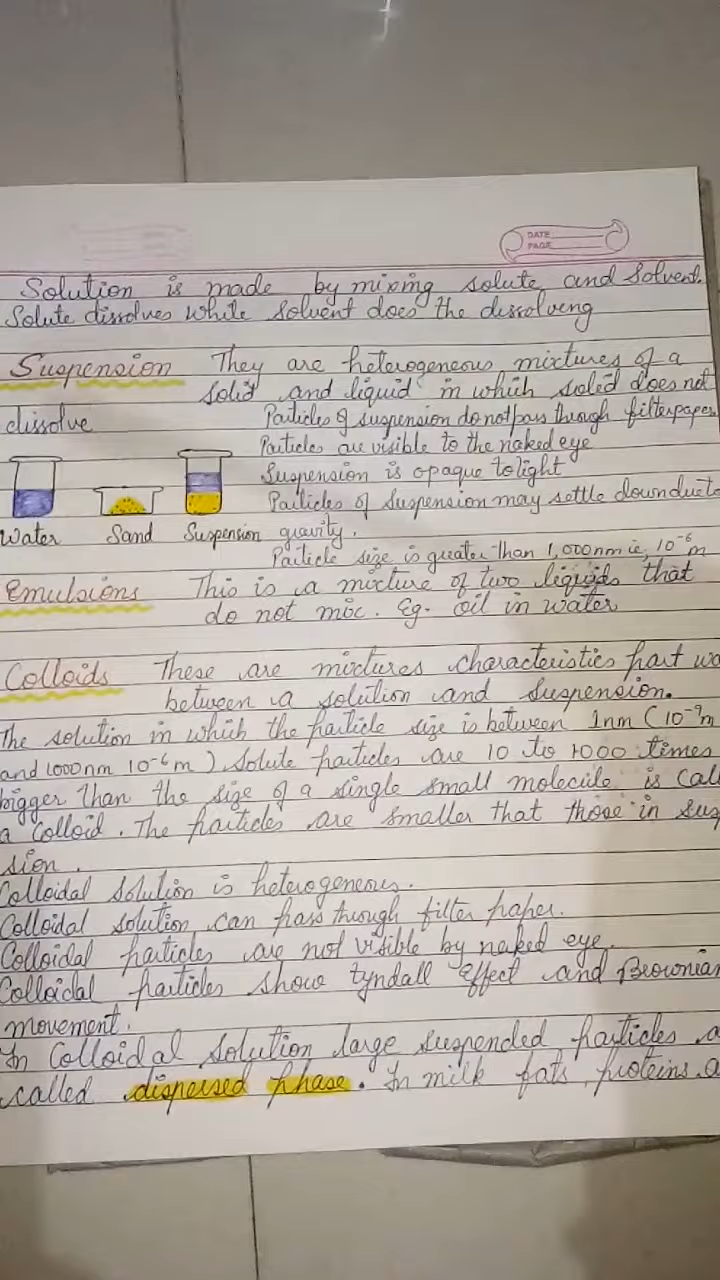 DATE
PAGE
Solution is made by mixing solute and solvent.
Solute dissolves while solvent does the dissolving
Suspension They are heterogeneous mixtures of a
solid and liquid in which solid does not
dissolve
Particles of suspension do not pass through filter paper
Particles are visible to the naked eye
Suspension is opaque to light
Particles of suspension may settle down due to
Water Sand Suspension gravity.
Particle size is greater than 1,000nm ie, 10⁻⁶ m
Emulsions This is a mixture of two liquids that
do not mix. Eg. oil in water
Colloids These are mixtures characteristics part wa
between a solution and suspension.
The solution in which the particle size is between 1nm (10⁻⁹m
and 1000nm 10⁻⁶m) Solute particles are 10 to 1000 times
bigger than the size of a single small molecule is call
a Colloid. The particles are smaller that those in sus
sion.
Colloidal solution is heterogeneous.
Colloidal solution can pass through filter paper.
Colloidal particles are not visible by naked eye.
Colloidal particles show tyndall effect and Brownian
movement.
In Colloidal solution large suspended particles a
called dispersed phase. In milk fats, proteins a